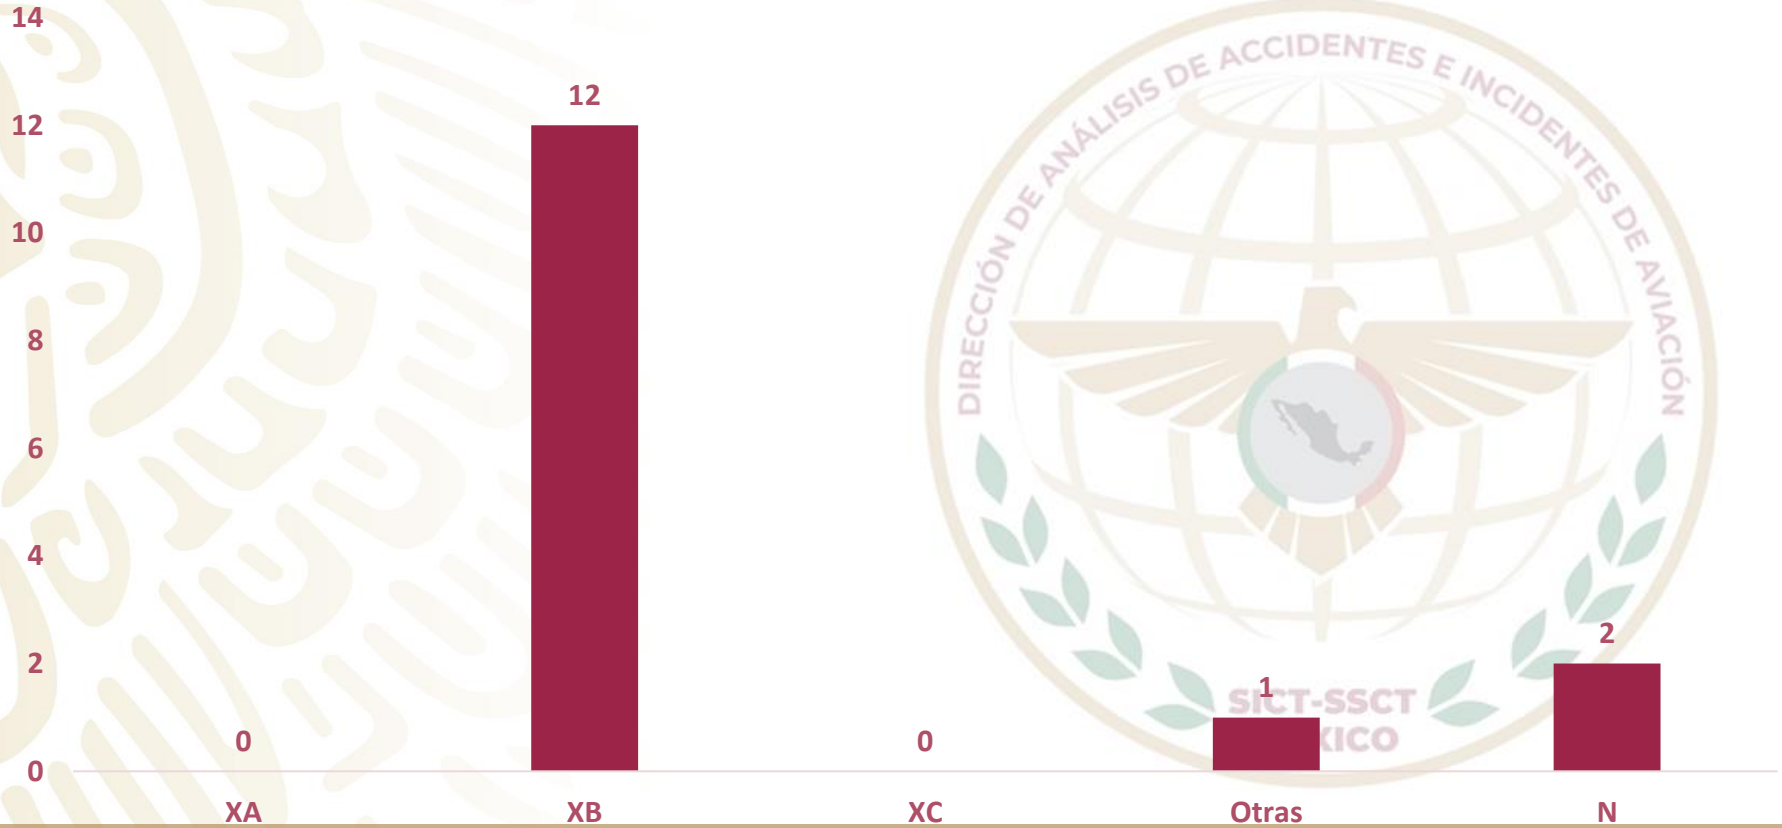 14
12
10
8
6
4
2
0
0
12
0
1
2
XA
XB
XC
Otras
N
DIRECCIÓN DE ANÁLISIS DE ACCIDENTES E INCIDENTES DE AVIACIÓN
SICT-SSCT